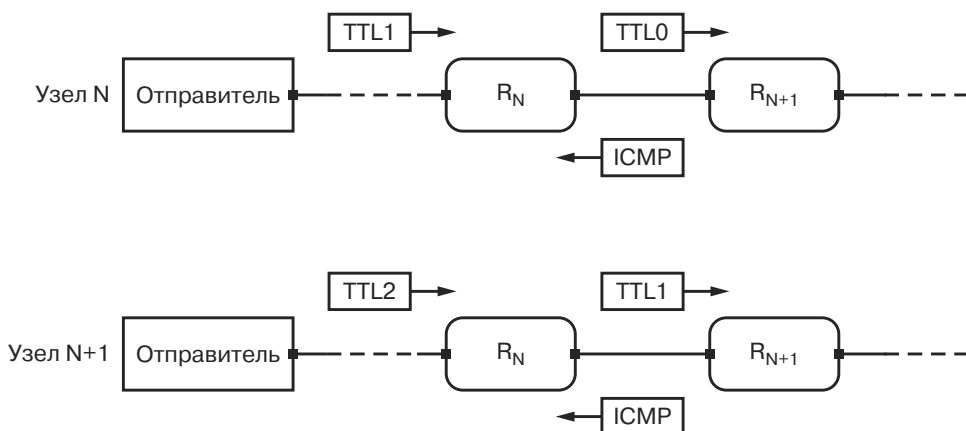 TTL1 TTL0
Узел N Отправитель RN RN+1
ICMP
TTL2 TTL1
Узел N+1 Отправитель RN RN+1
ICMP